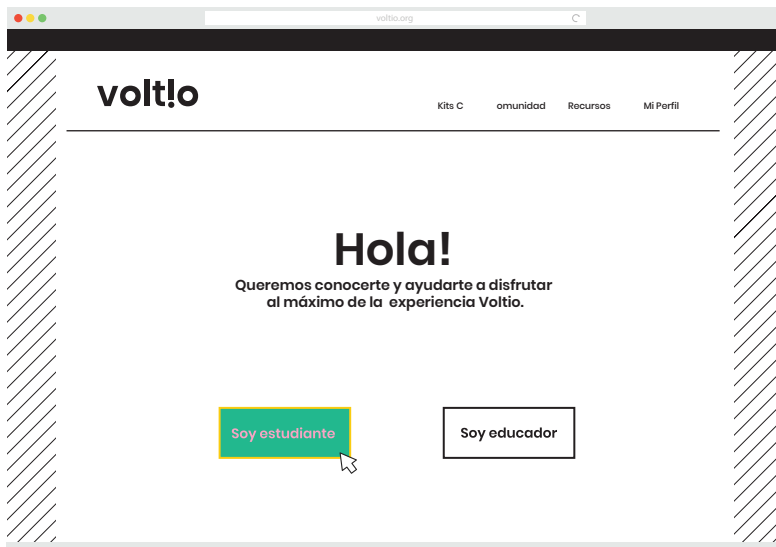 voltio.org
volt!o
Kits C omunidad Recursos Mi Perfil
Hola!
Queremos conocerte y ayudarte a disfrutar
al máximo de la experiencia Voltio.
Soy estudiante Soy educador